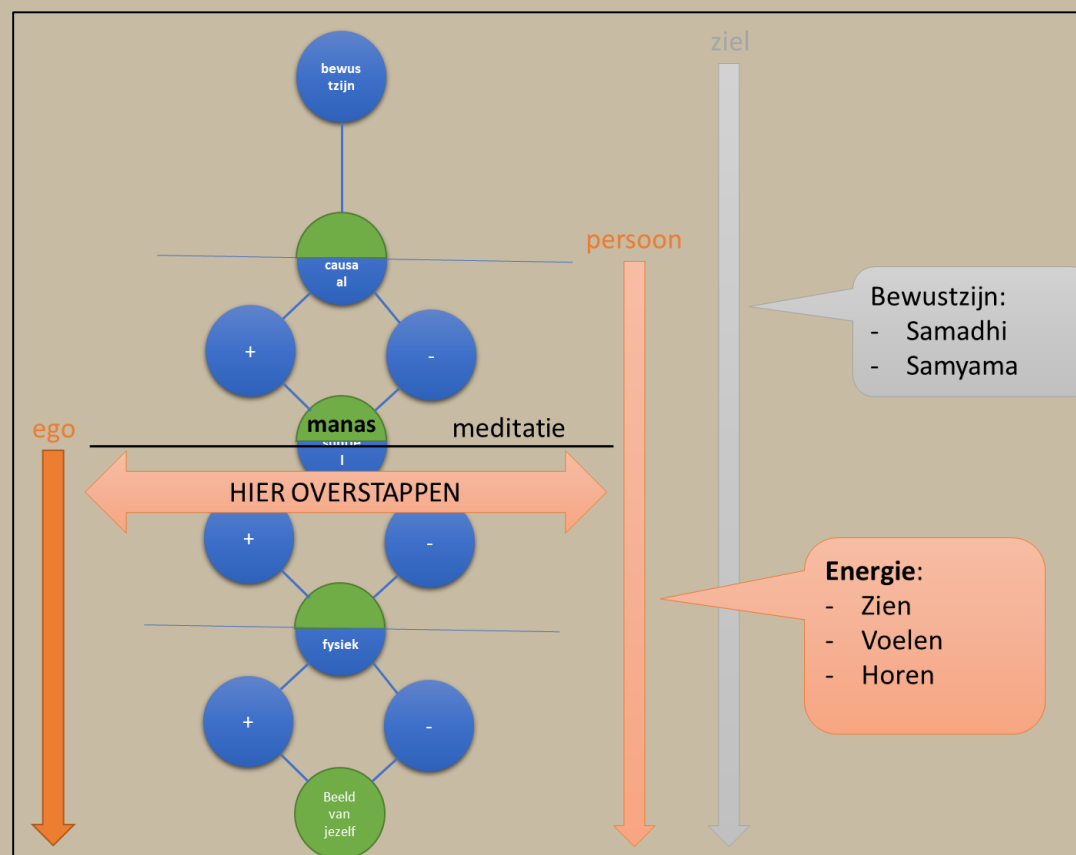 ziel
bewus
tzijn
persoon
causa
al
Bewustzijn:
- Samadhi
- Samyama
+
-
ego
manas
meditatie
HIER OVERSTAPPEN
+
-
Energie:
- Zien
- Voelen
- Horen
fysiek
+
-
Beeld
van
jezelf